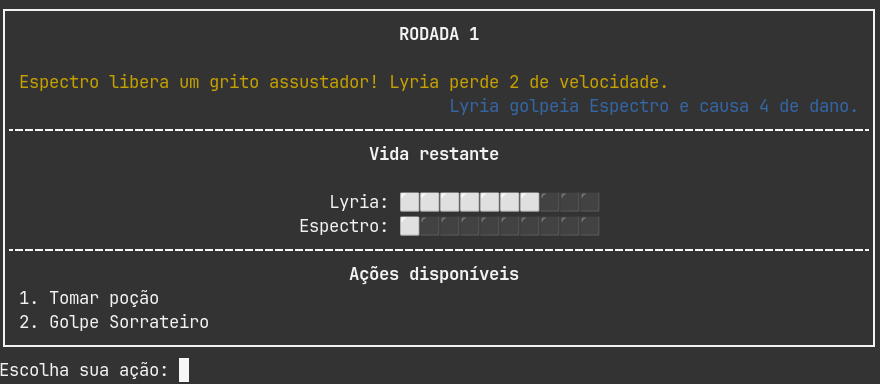 RODADA 1
Espectro libera um grito assustador! Lyria perde 2 de velocidade.
Lyria golpeia Espectro e causa 4 de dano.
Vida restante
Lyria:
Espectro:
Ações disponíveis
1. Tomar poção
2. Golpe Sorrateiro
Escolha sua ação: